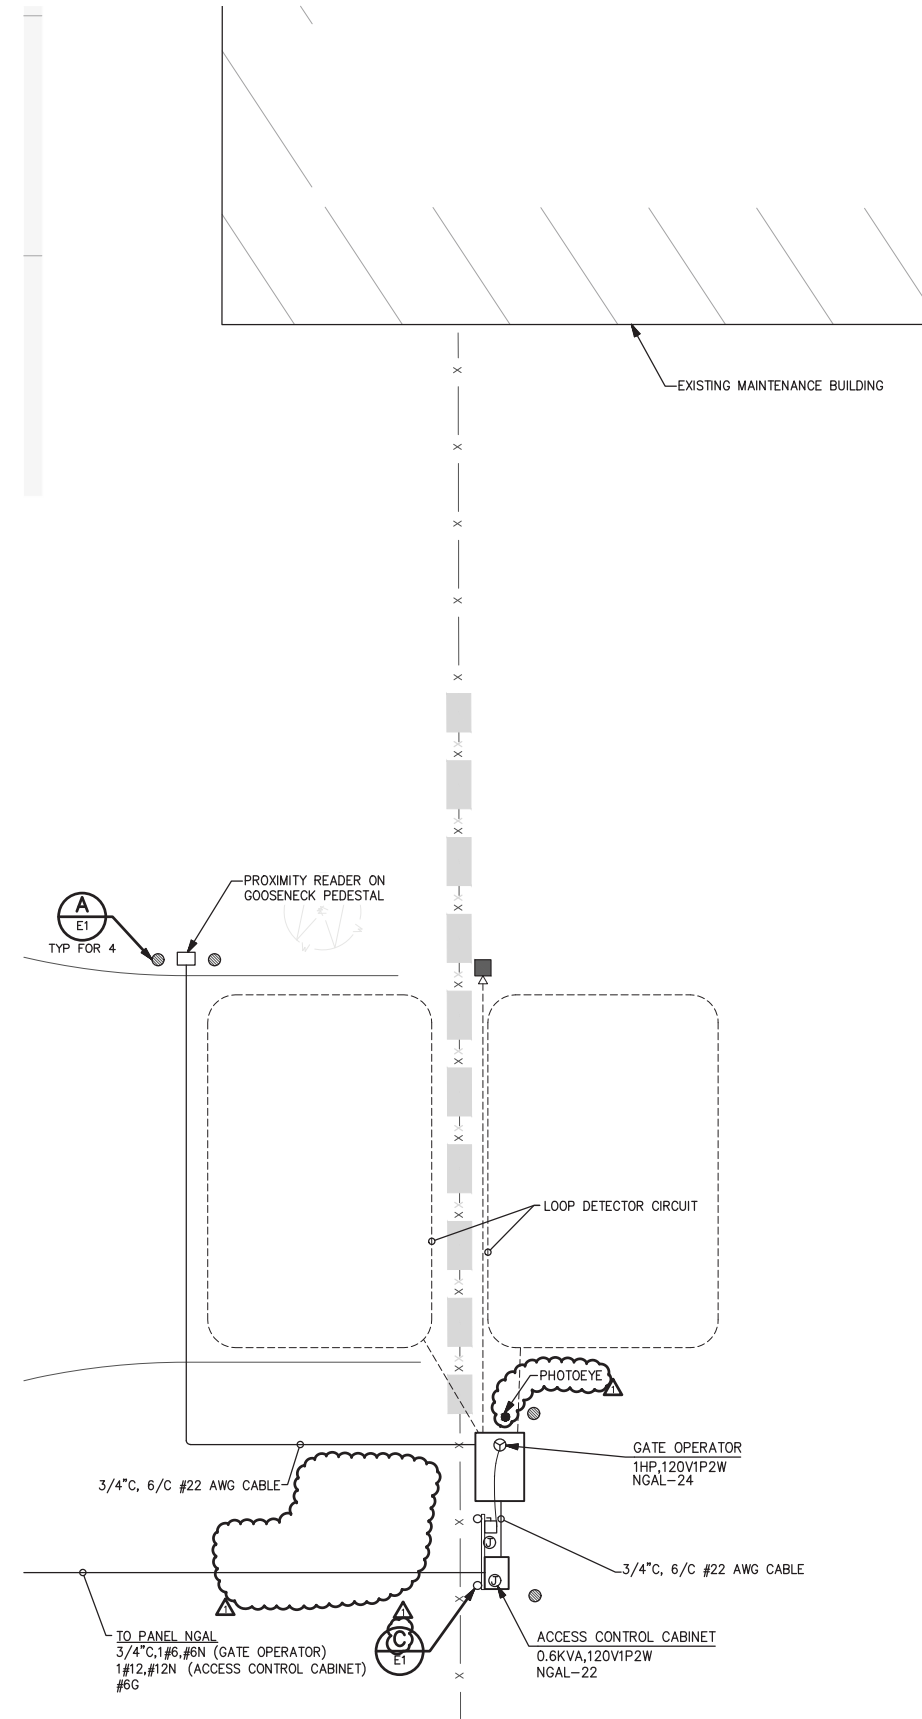 EXISTING MAINTENANCE BUILDING
PROXIMITY READER ON
GOOSENECK PEDESTAL
A
E1
TYP FOR 4
LOOP DETECTOR CIRCUIT
PHOTOEYE
1
GATE OPERATOR
1HP,120V1P2W
NGAL-24
3/4"C, 6/C #22 AWG CABLE
J
3/4"C, 6/C #22 AWG CABLE
J
1
1
C
E1
TO PANEL NGAL
3/4"C,1#6,#6N (GATE OPERATOR)
1#12,#12N (ACCESS CONTROL CABINET)
#6G
ACCESS CONTROL CABINET
0.6KVA,120V1P2W
NGAL-22